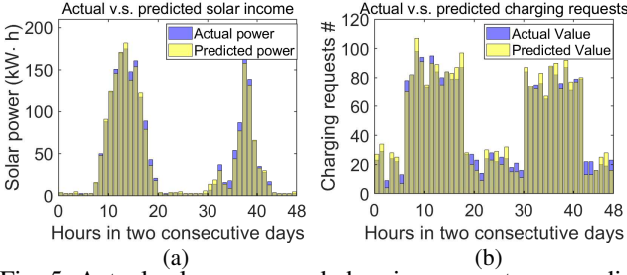 Actual v.s. predicted solar income
Actual power
Predicted power
Solar power (kW· h)
200
150
100
50
0
0 10 20 30 40 48
Hours in two consecutive days
(a)
Actual v.s. predicted charging requests
Actual Value
Predicted Value
Charging requests #
120
100
80
60
40
20
0
0 10 20 30 40 48
Hours in two consecutive days
(b)